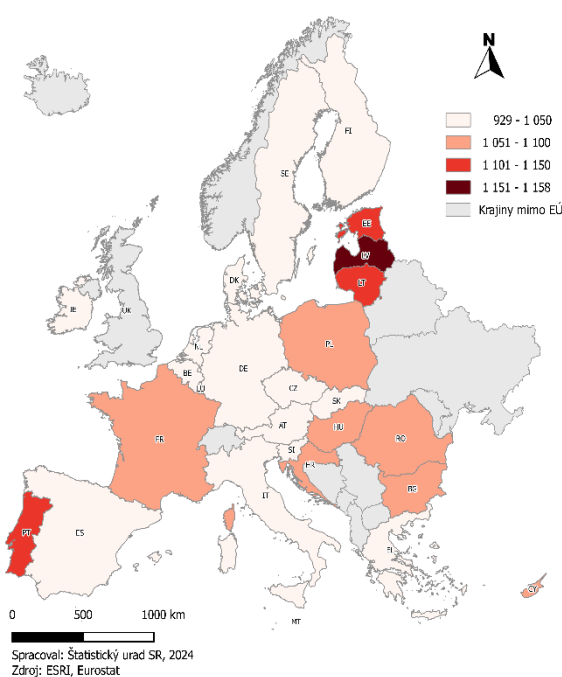 N
929 - 1 050
1 051 - 1 100
1 101 - 1 150
1 151 - 1 158
Krajiny mimo EÚ
FI
SE
EE
LV
LT
DK
IE
UK
NL
PL
BE
DE
LU
CZ
SK
AT
FR
HU
RO
SI
HR
BG
IT
PT
ES
EL
CY
MT
0 500 1000 km
Spracoval: Štatistický urad SR, 2024
Zdroj: ESRI, Eurostat